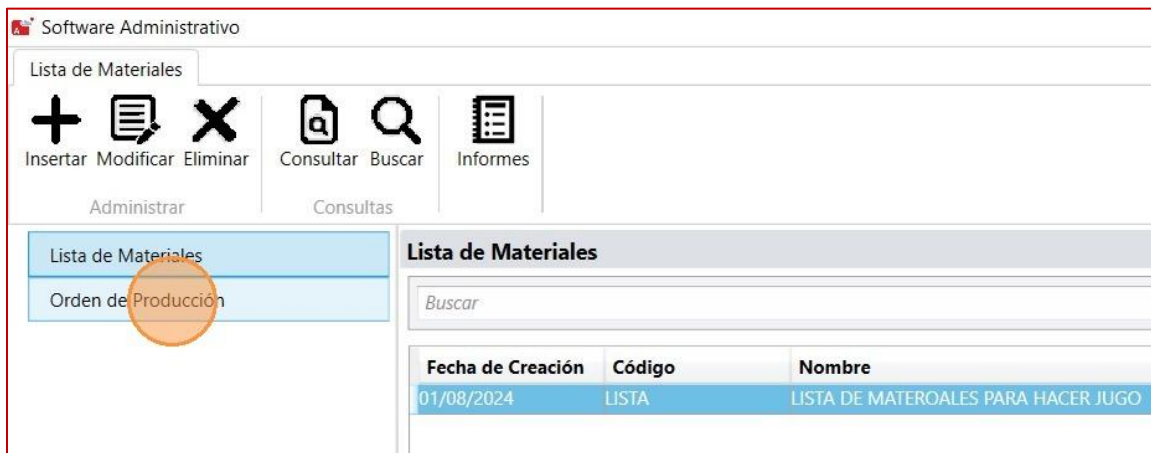 Software Administrativo
Lista de Materiales
Insertar Modificar Eliminar Consultar Buscar Informes
Administrar Consultas
Lista de Materiales
Orden de Producción
Lista de Materiales
Buscar
Fecha de Creación Código Nombre
01/08/2024 LISTA LISTA DE MATEROALES PARA HACER JUGO